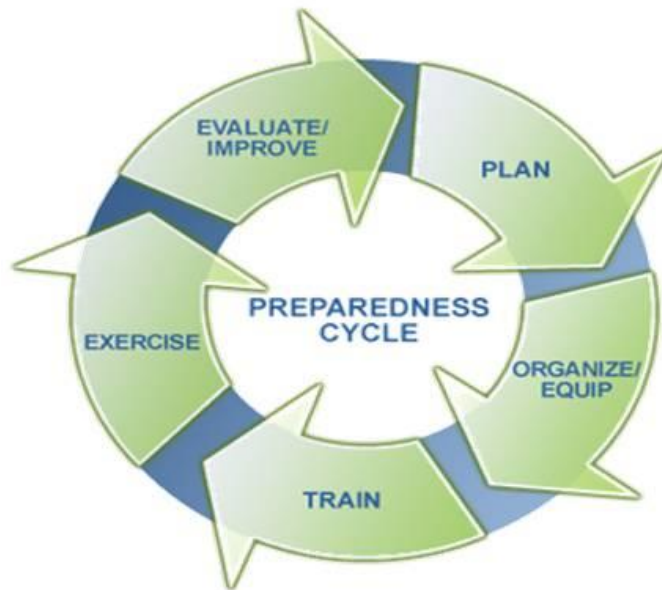 PREPAREDNESS
CYCLE
PLAN
ORGANIZE/
EQUIP
TRAIN
EXERCISE
EVALUATE/
IMPROVE